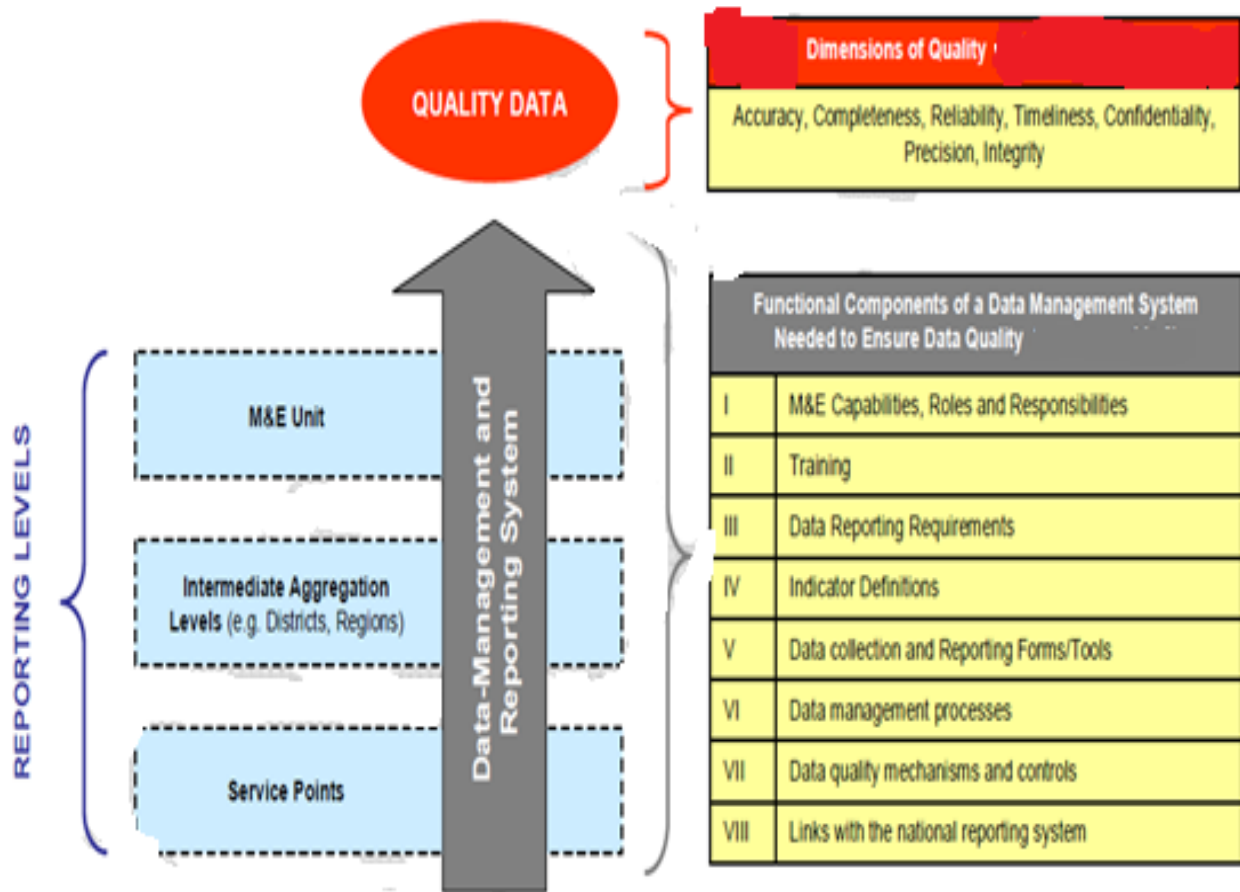 QUALITY DATA
Dimensions of Quality
Accuracy, Completeness, Reliability, Timeliness, Confidentiality,
Precision, Integrity
REPORTING LEVELS
M&E Unit
Intermediate Aggregation
Levels (e.g. Districts, Regions)
Service Points
Data-Management and
Reporting System
Functional Components of a Data Management System
Needed to Ensure Data Quality
I M&E Capabilities, Roles and Responsibilities
II Training
III Data Reporting Requirements
IV Indicator Definitions
V Data collection and Reporting Forms/Tools
VI Data management processes
VII Data quality mechanisms and controls
VIII Links with the national reporting system